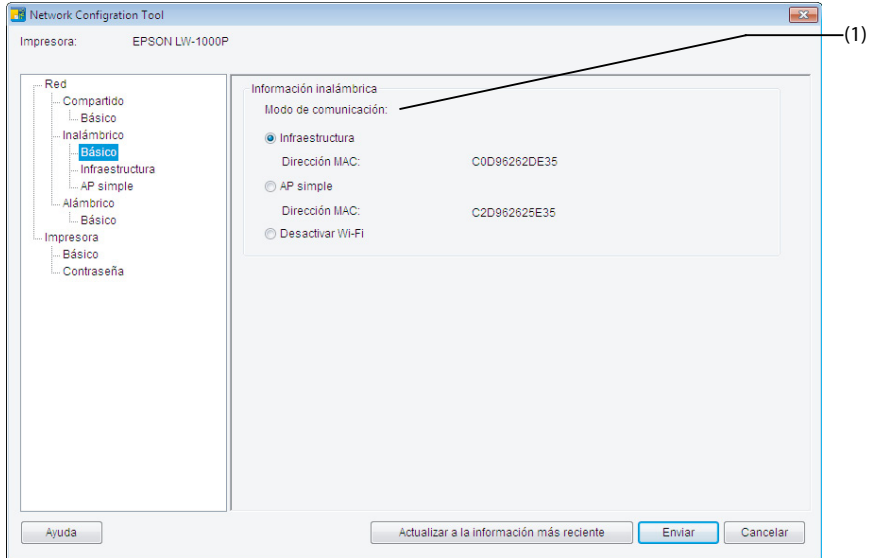 Network Configration Tool
(1)
Impresora: EPSON LW-1000P
Red
Compartido
Básico
Inalámbrico
Básico
Infraestructura
AP simple
Alámbrico
Básico
Impresora
Básico
Contraseña
Información inalámbrica
Modo de comunicación:
Infraestructura
Dirección MAC: C0D96262DE35
AP simple
Dirección MAC: C2D962625E35
Desactivar Wi-Fi
Ayuda
Actualizar a la información más reciente
Enviar
Cancelar